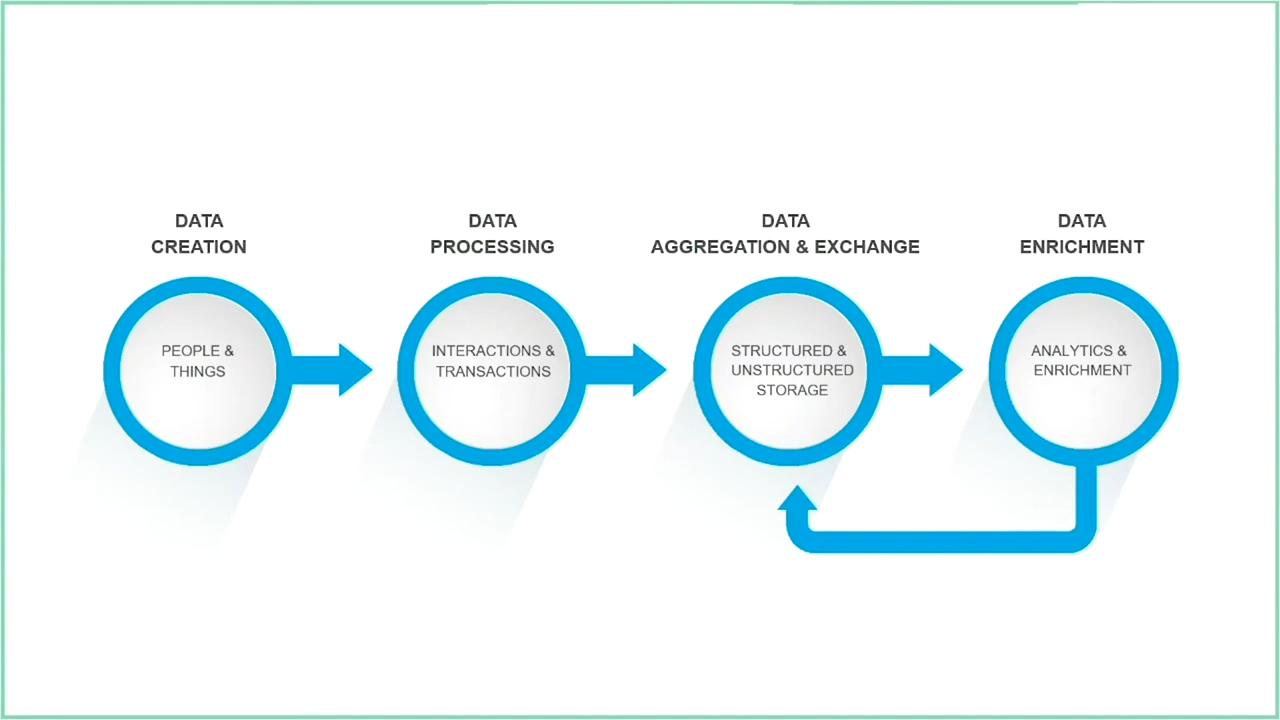 DATA
CREATION
DATA
PROCESSING
DATA
AGGREGATION & EXCHANGE
DATA
ENRICHMENT
PEOPLE &
THINGS
INTERACTIONS &
TRANSACTIONS
STRUCTURED &
UNSTRUCTURED
STORAGE
ANALYTICS &
ENRICHMENT